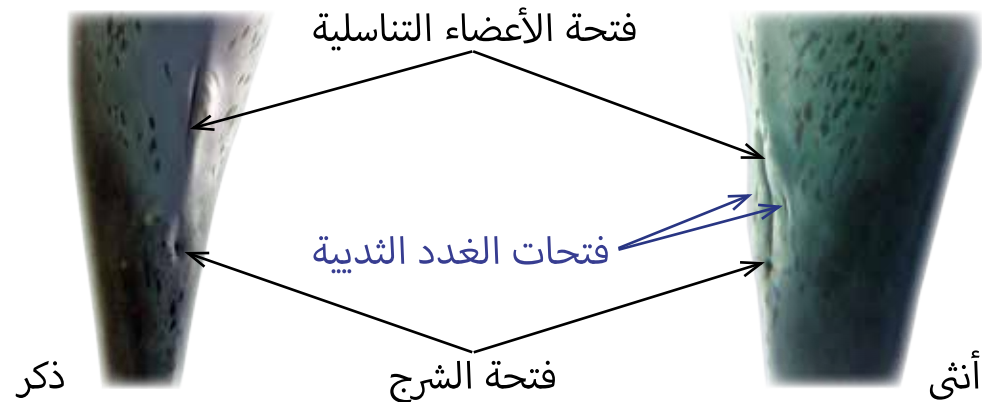 فتحة الأعضاء التناسلية
فتحات الغدد الثديية
فتحة الشرج
أنثى
ذكر